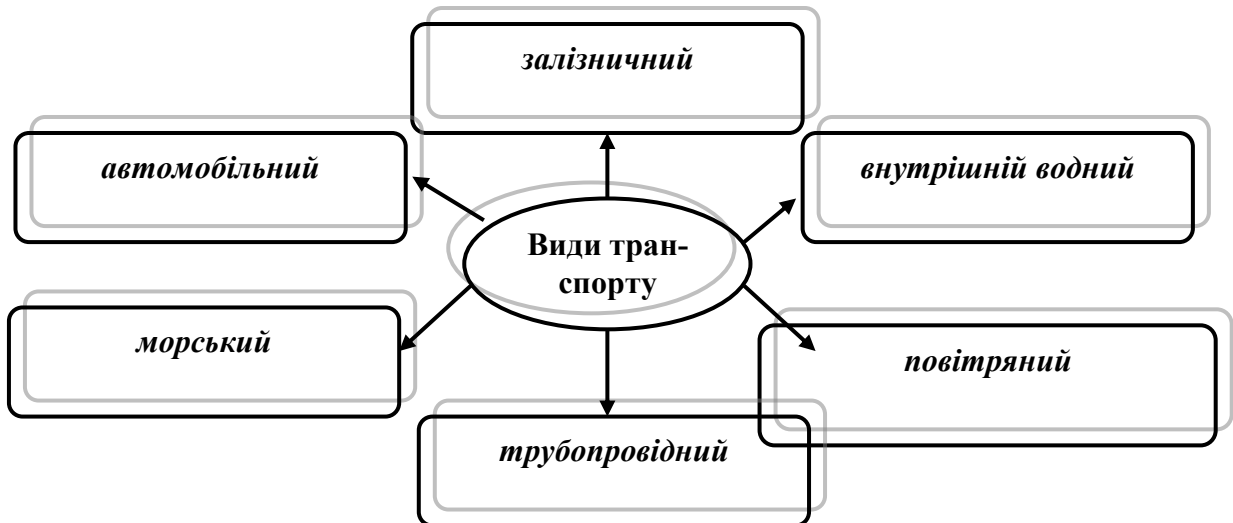 залізничний
автомобільний
внутрішній водний
Види тран-
спорту
морський
повітряний
трубопровідний